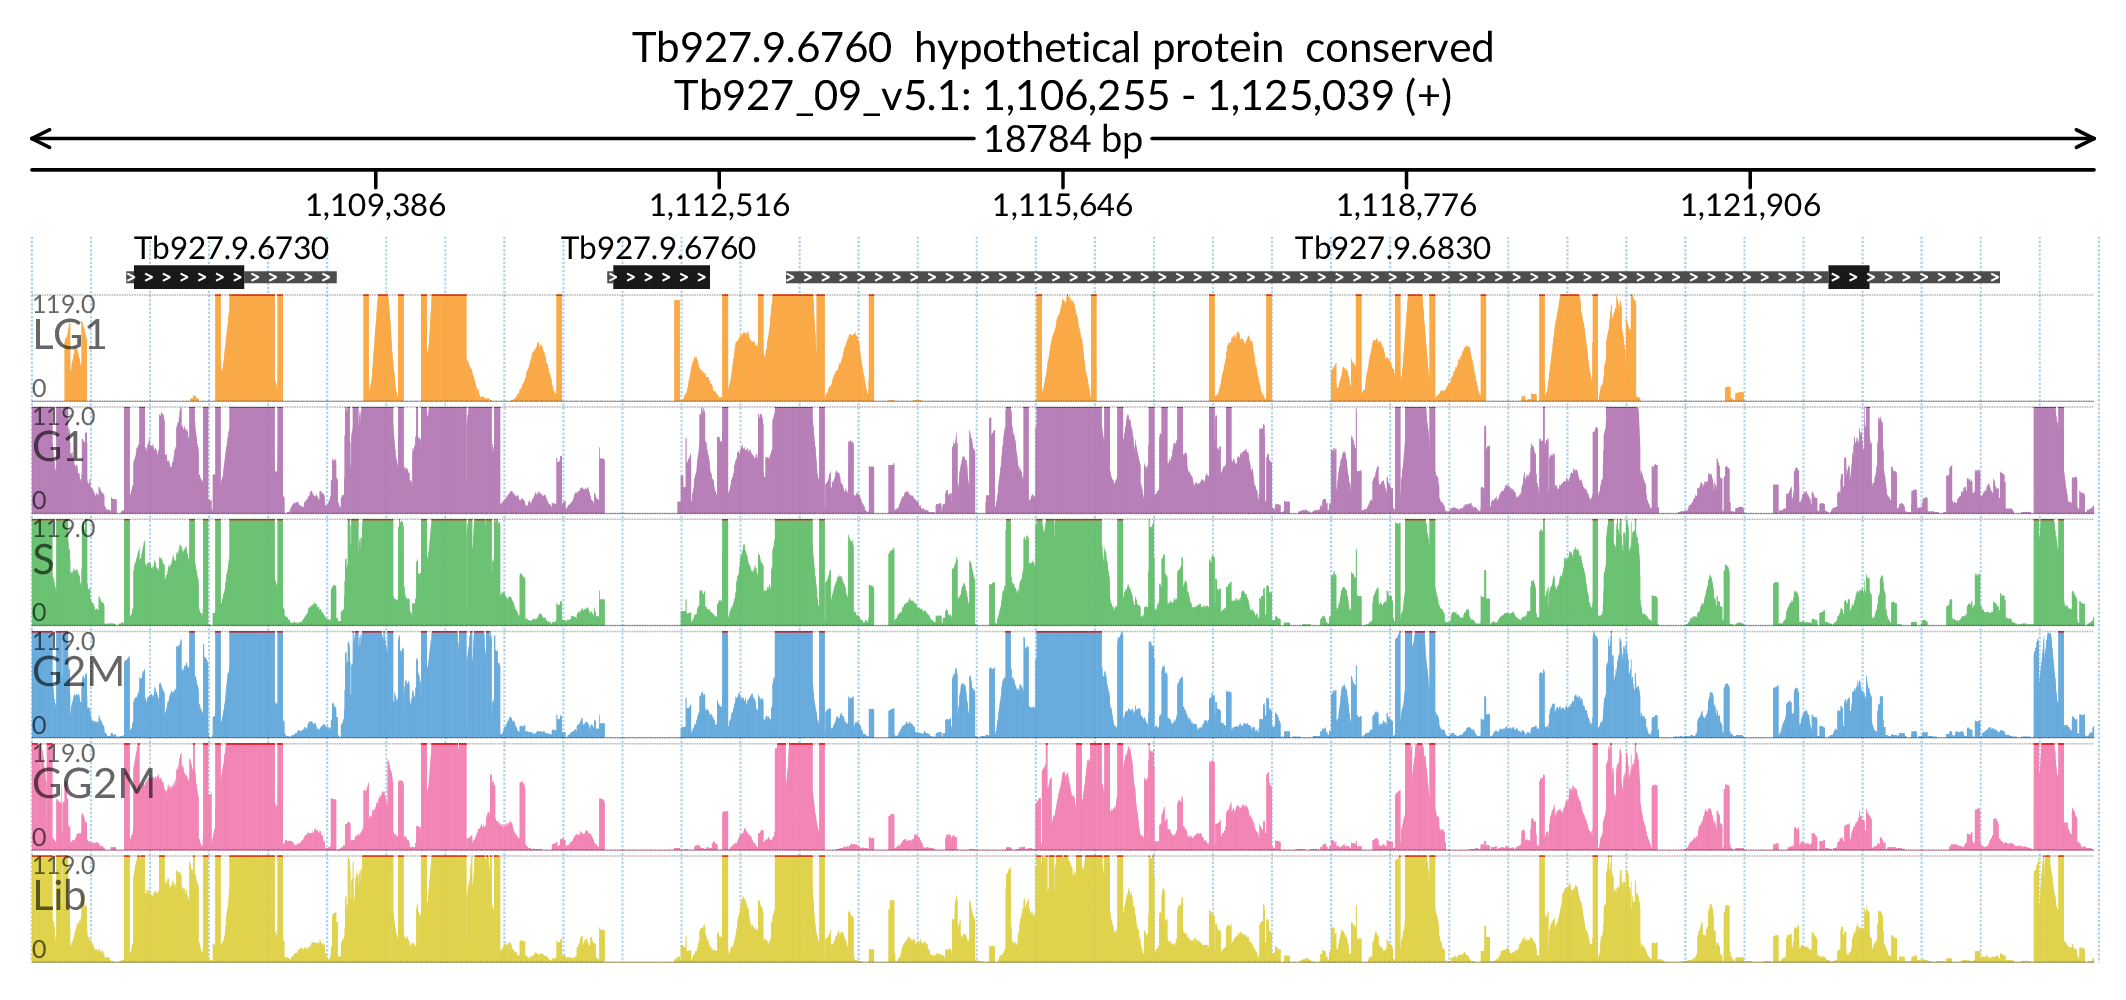 Tb927.9.6760  hypothetical protein  conserved
Tb927_09_v5.1: 1,106,255 - 1,125,039 (+)
18784 bp
1,109,386 1,112,516 1,115,646 1,118,776 1,121,906
Tb927.9.6730 Tb927.9.6760 Tb927.9.6830
119.0
LG1
0
119.0
G1
0
119.0
S
0
119.0
G2M
0
119.0
GG2M
0
119.0
Lib
0